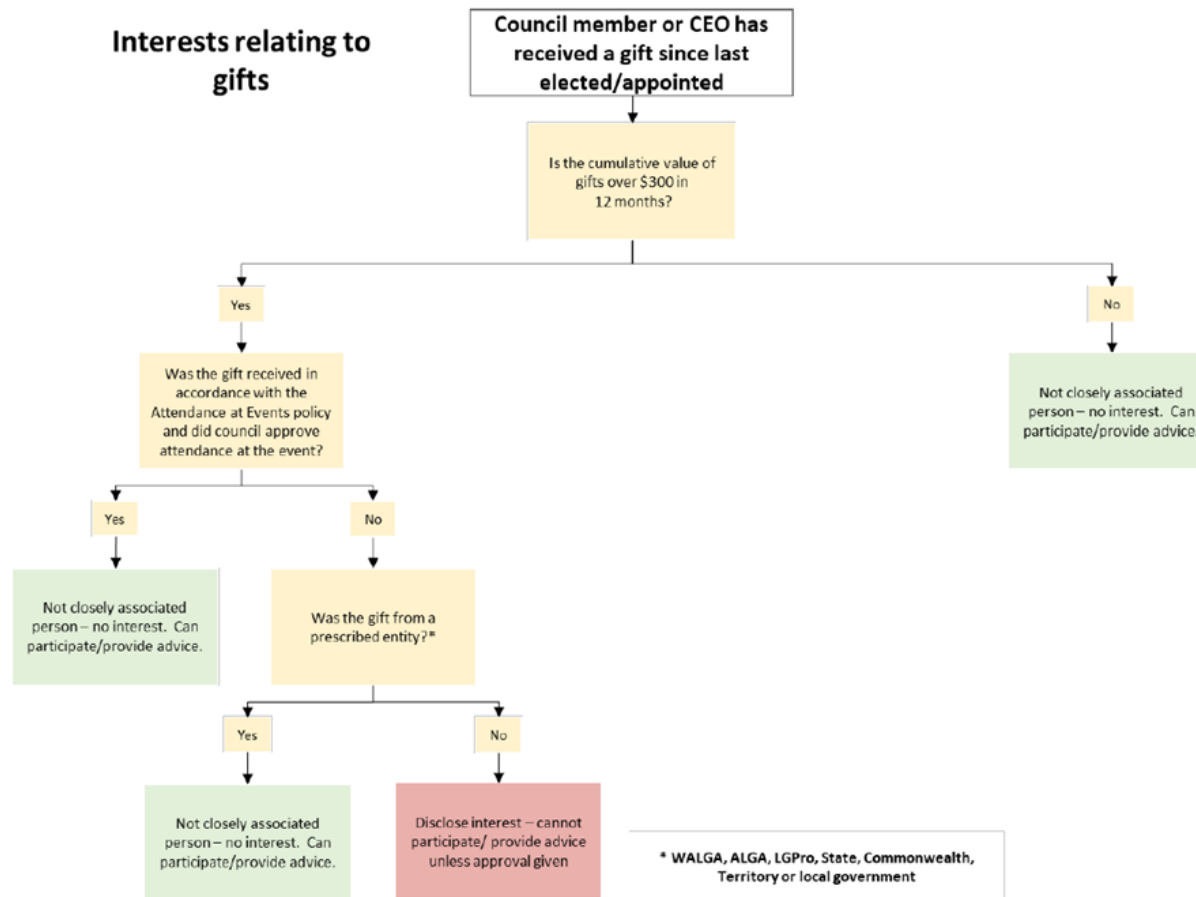 Interests relating to
gifts
Council member or CEO has
received a gift since last
elected/appointed
Is the cumulative value of
gifts over $300 in
12 months?
Yes
No
Was the gift received in
accordance with the
Attendance at Events policy
and did council approve
attendance at the event?
Not closely associated
person – no interest. Can
participate/provide advice.
Yes
No
Not closely associated
person – no interest. Can
participate/provide advice.
Was the gift from a
prescribed entity?*
Yes
No
Not closely associated
person – no interest. Can
participate/provide advice.
Disclose interest – cannot
participate/ provide advice
unless approval given
* WALGA, ALGA, LGPro, State, Commonwealth,
Territory or local government